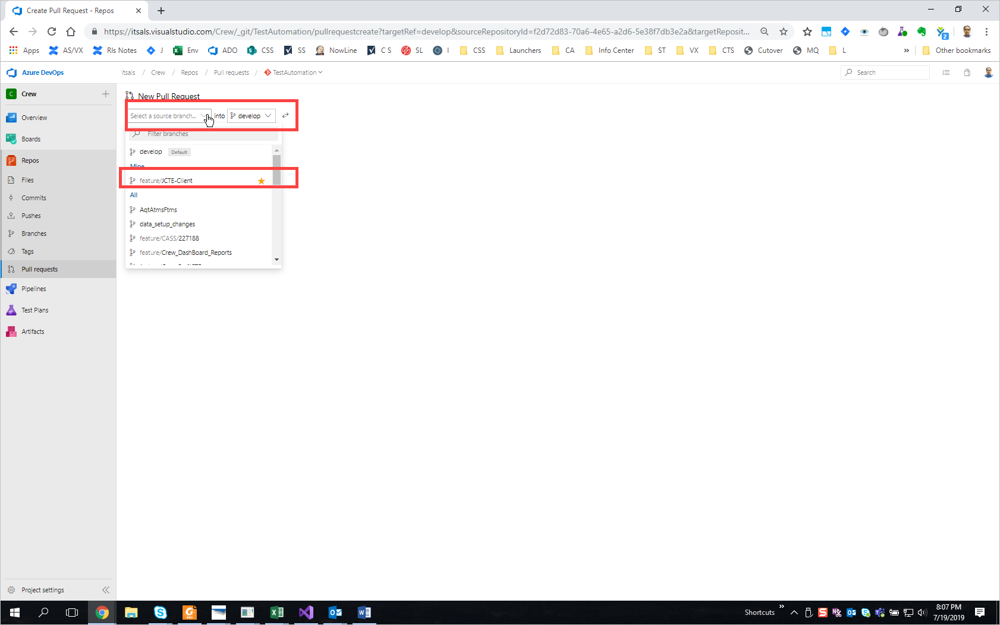 Create Pull Request - Repos
https://itsals.visualstudio.com/Crew/_git/TestAutomation/pullrequestcreate?targetRef=develop&sourceRepositoryId=f2d72d83-70a6-4e65-a2d6-5e38f7db3e2a&targetReposit...
2
Apps AS/VX RIs Notes J Env ADO CSS SS NowLine C S SL I CSS Launchers CA Info Center ST VX CTS Cutover MQ L » Other bookmarks
Azure DevOps
itsals / Crew / Repos / Pull requests / TestAutomation
Search
C Crew
Overview
Boards
Repos
Files
Commits
Pushes
Branches
Tags
Pull requests
Pipelines
Test Plans
Artifacts
Project settings
New Pull Request
Select a source branch... into develop
Filter branches
develop Default
Mine
feature/JCTE-Client
All
AqtAtmsFtms
data_setup_changes
feature/CASS/227188
feature/Crew_DashBoard_Reports
Shortcuts »
8:07 PM
7/19/2019